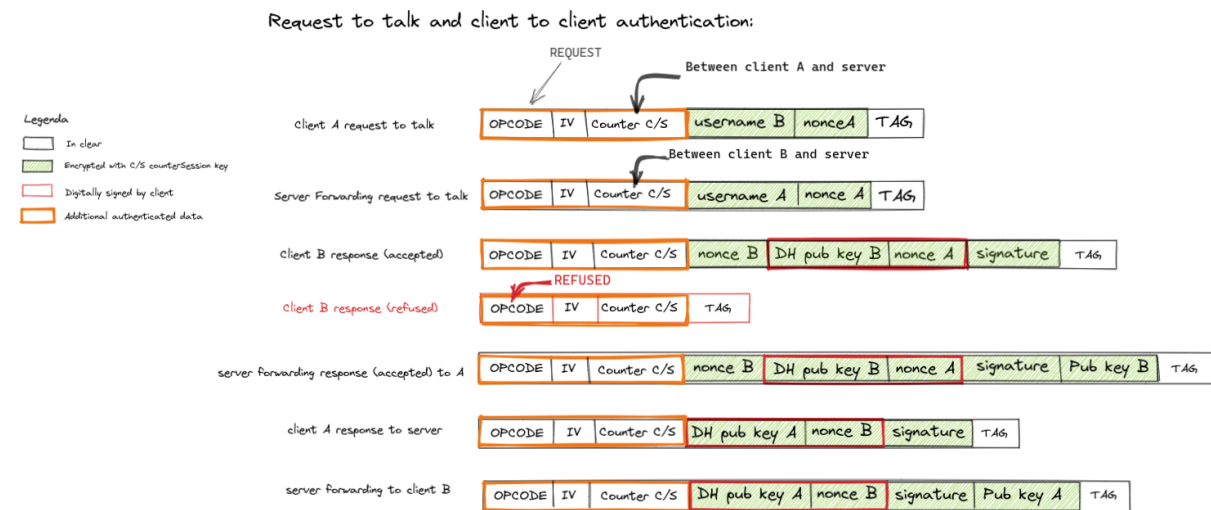 Request to talk and client to client authentication:
REQUEST
Between client A and server
Legenda
In clear
Encrypted with C/S counterSession key
Digitally signed by client
Additional authenticated data
Client A request to talk
OPCODE IV Counter C/S username B nonceA TAG
Between client B and server
Server Forwarding request to talk
OPCODE IV Counter C/S username A nonce A TAG
Client B response (accepted)
OPCODE IV Counter C/S nonce B DH pub key B nonce A signature TAG
REFUSED
Client B response (refused)
OPCODE IV Counter C/S TAG
server forwarding response (accepted) to A
OPCODE IV Counter C/S nonce B DH pub key B nonce A signature Pub key B TAG
client A response to server
OPCODE IV Counter C/S DH pub key A nonce B signature TAG
server forwarding to client B
OPCODE IV Counter C/S DH pub key A nonce B signature Pub key A TAG